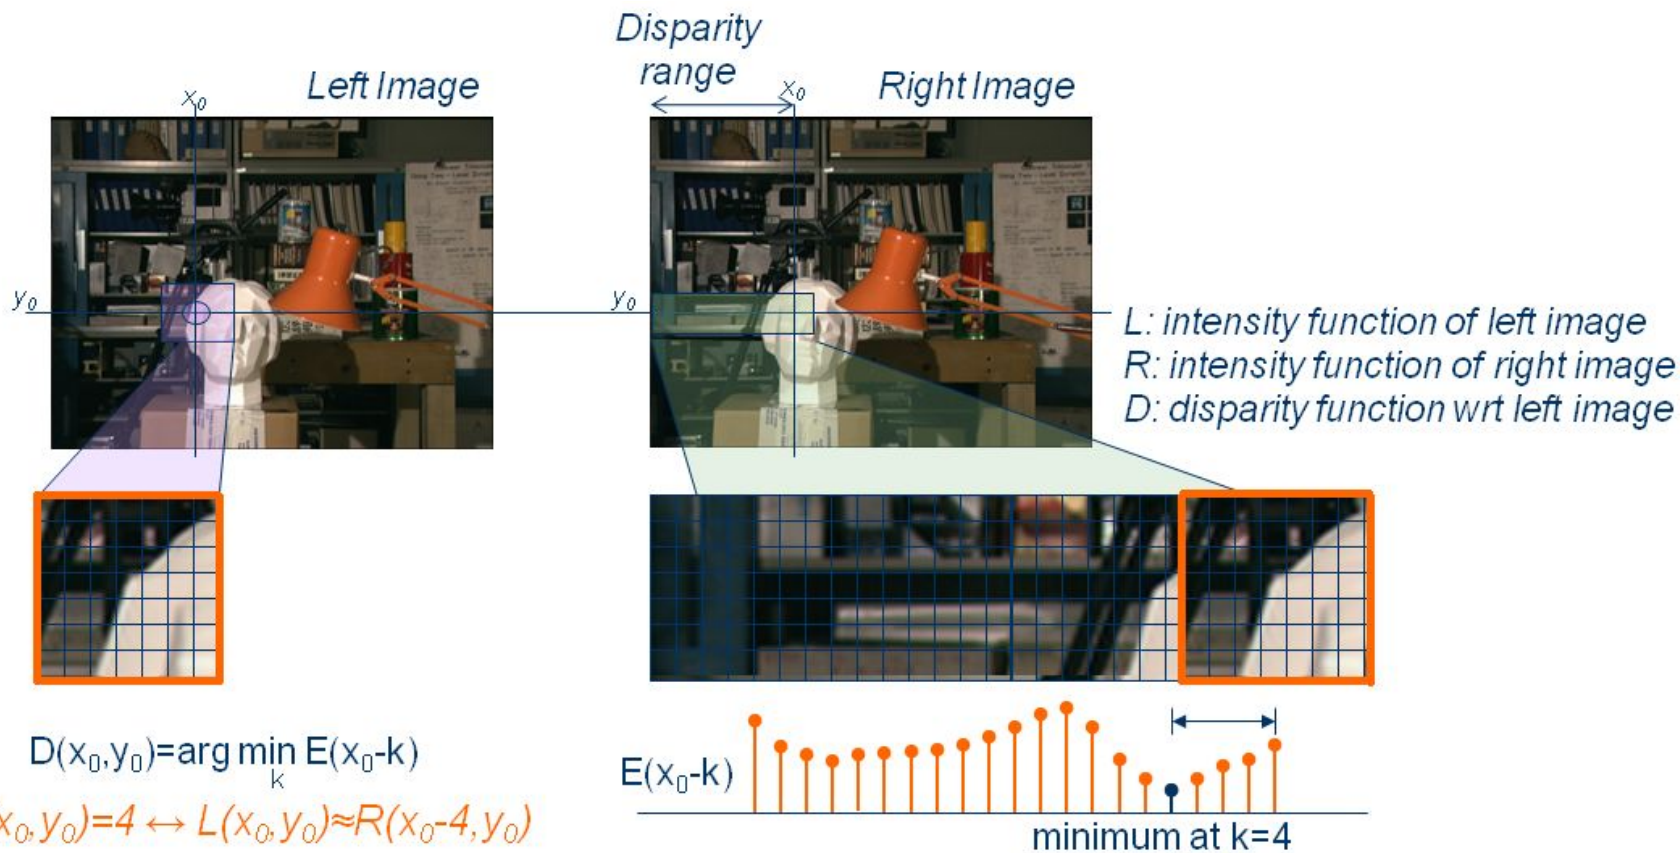 Disparity
range
Left Image
x₀
x₀
Right Image
y₀
y₀
L: intensity function of left image
R: intensity function of right image
D: disparity function wrt left image
D(x₀,y₀)=arg min E(x₀-k)
k
E(x₀-k)
x₀,y₀)=4 ↔ L(x₀,y₀)≈R(x₀-4,y₀)
minimum at k=4